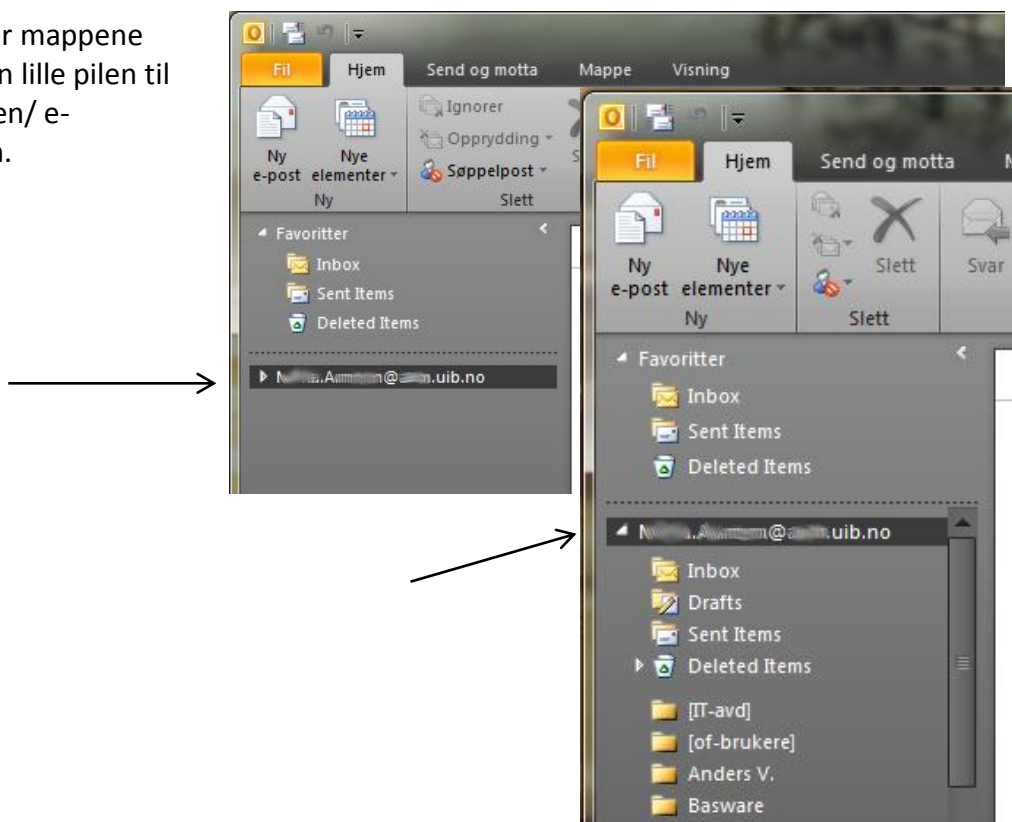 r mappene
n lille pilen til
en/ e-
.
Fil Hjem Send og motta Mappe Visning
Ignorer
Opprydding
Søppelpost
Ny e-post
Nye elementer
Ny
Slett
Favoritter
Inbox
Sent Items
Deleted Items
uib.no
Fil Hjem Send og motta
Ny e-post
Nye elementer
Slett
Svar
Ny
Slett
Favoritter
Inbox
Sent Items
Deleted Items
uib.no
Inbox
Drafts
Sent Items
Deleted Items
[IT-avd]
[of-brukere]
Anders V.
Basware